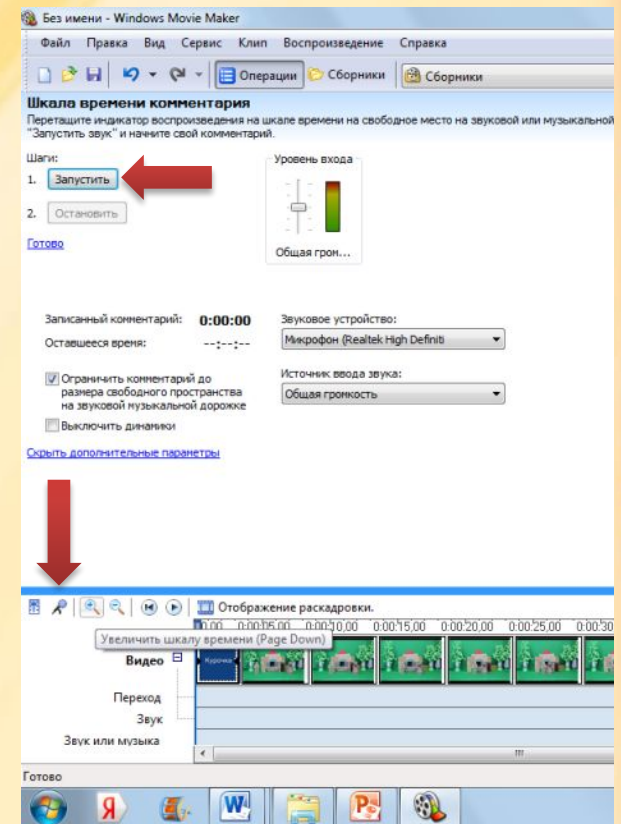 Без имени - Windows Movie Maker
Файл Правка Вид Сервис Клип Воспроизведение Справка
Операции Сборники Сборники
Шкала времени комментария
Перетащите индикатор воспроизведения на шкале времени на свободное место на звуковой или музыкальной
"Запустить звук" и начните свой комментарий.
Шаги:
Уровень входа
1. Запустить
2. Остановить
Готово
Общая гром...
Записанный комментарий: 0:00:00
Звуковое устройство:
Оставшееся время: --:--:--
Микрофон (Realtek High Definiti
Источник ввода звука:
Ограничить комментарий до
размера свободного пространства
на звуковой музыкальной дорожке
Общая громкость
Выключить динамики
Скрыть дополнительные параметры
Отображение раскадровки.
0:00:10,00 0:00:15,00 0:00:20,00 0:00:25,00 0:00:30
Увеличить шкалу времени (Page Down)
Видео
Курочка
Переход
Звук
Звук или музыка
Готово
Я
W
P